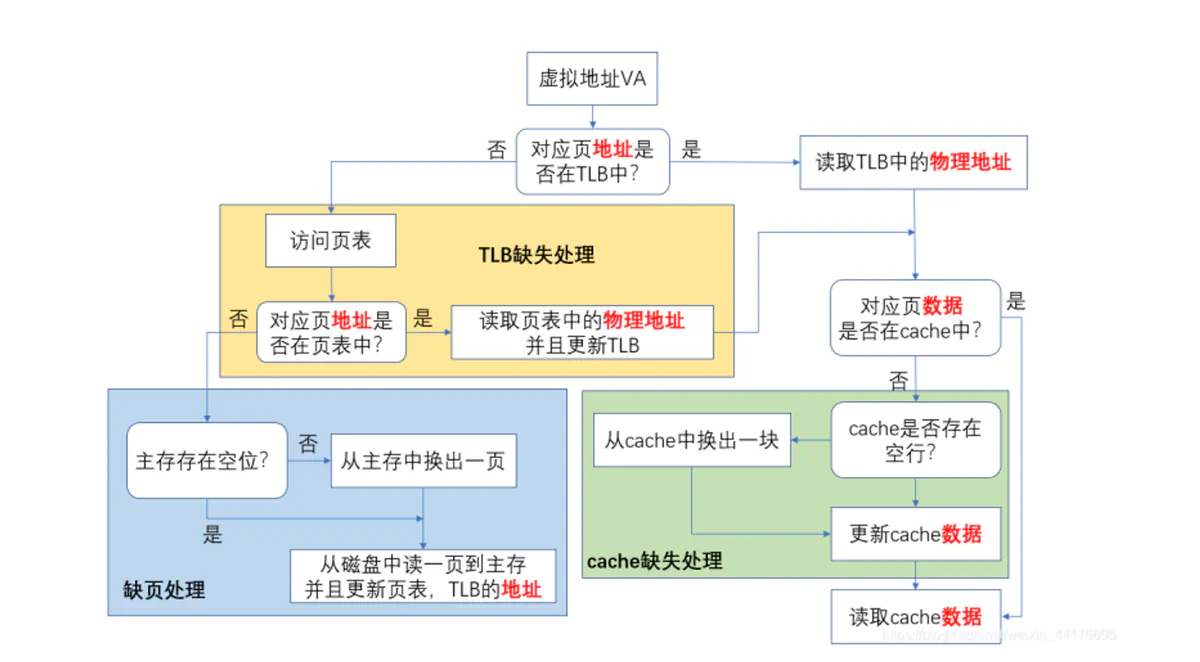 虚拟地址VA
否
对应页地址是
否在TLB中?
是
读取TLB中的物理地址
访问页表
TLB缺失处理
否
对应页地址是
否在页表中?
是
读取页表中的物理地址
并且更新TLB
对应页数据
是否在cache中?
是
否
主存存在空位?
否
从主存中换出一页
是
从磁盘中读一页到主存
并且更新页表，TLB的地址
缺页处理
从cache中换出一块
cache是否存在
空行?
更新cache数据
cache缺失处理
读取cache数据